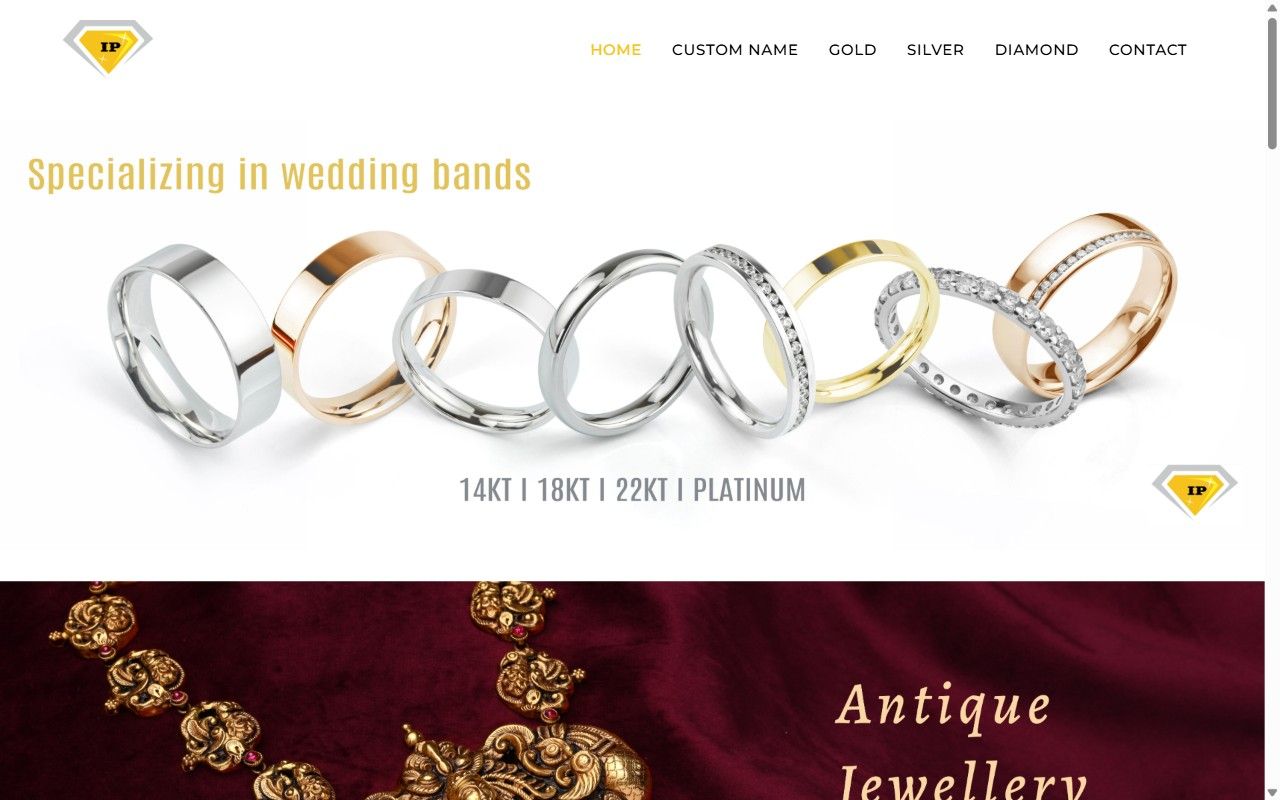 IP
HOME CUSTOM NAME GOLD SILVER DIAMOND CONTACT
Specializing in wedding bands
14KT I 18KT I 22KT I PLATINUM
IP
Antique
Jewellery